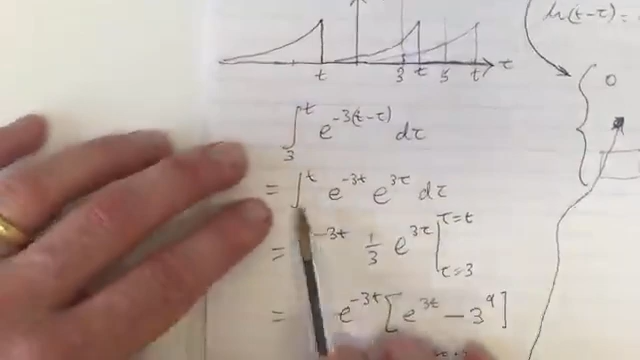 h(t-τ) =
t 3 t 5 t τ
0
∫₃ᵗ e^{-3(t-τ)} dτ
= ∫ᵗ e^{-3t} e^{3τ} dτ
= ^{-3t} 1/3 e^{3τ} |_{τ=3}^{τ=t}
= e^{-3t} [e^{3t} - 3^9]